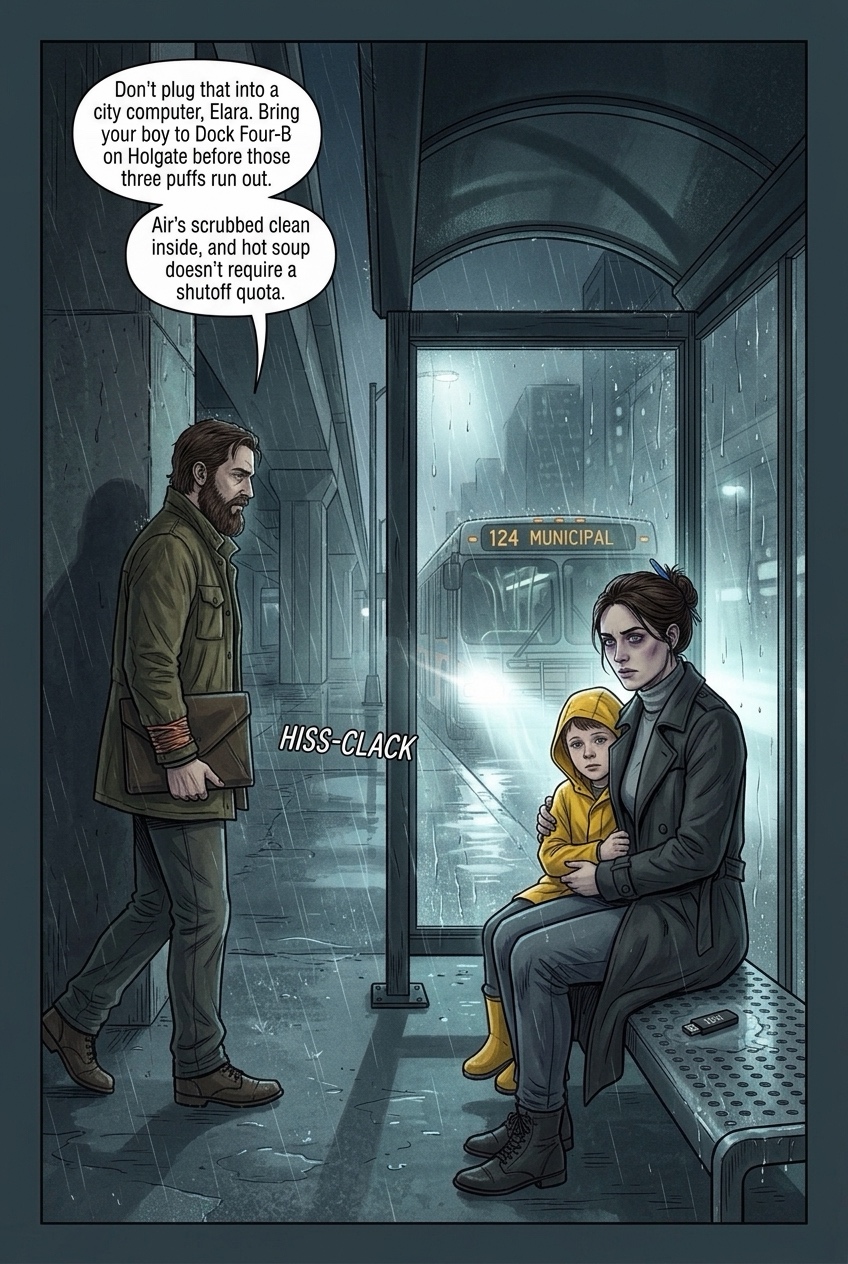 Don't plug that into a
city computer, Elara. Bring
your boy to Dock Four-B
on Holgate before those
three puffs run out.
Air's scrubbed clean
inside, and hot soup
doesn't require a
shutoff quota.
124 MUNICIPAL
HISS-CLACK